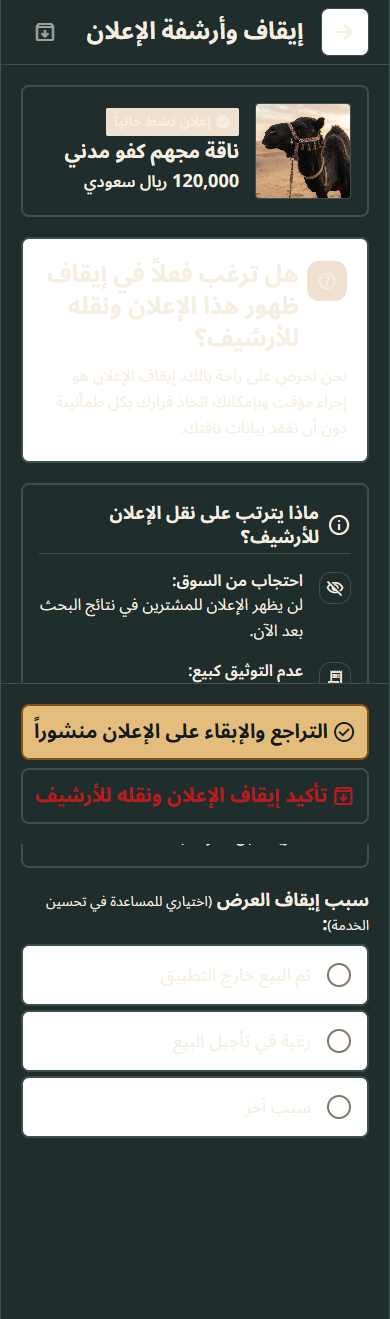 إيقاف وأرشفة الإعلان
إعلان نشط حالياً
ناقة مجهم كفو مدني
120,000 ريال سعودي
هل ترغب فعلاً في إيقاف
ظهور هذا الإعلان ونقله
للأرشيف؟
نحن نحرص على راحة بالك. إيقاف الإعلان هو
إجراء مؤقت وبإمكانك اتخاذ قرارك بكل طمأنينة
دون أن تفقد بيانات ناقتك.
ماذا يترتب على نقل الإعلان
للأرشيف؟
احتجاب من السوق:
لن يظهر الإعلان للمشترين في نتائج البحث
بعد الآن.
عدم التوثيق كبيع:
التراجع والإبقاء على الإعلان منشوراً
تأكيد إيقاف الإعلان ونقله للأرشيف
سبب إيقاف العرض (اختياري للمساعدة في تحسين
الخدمة):
تم البيع خارج التطبيق
رغبة في تأجيل البيع
سبب آخر